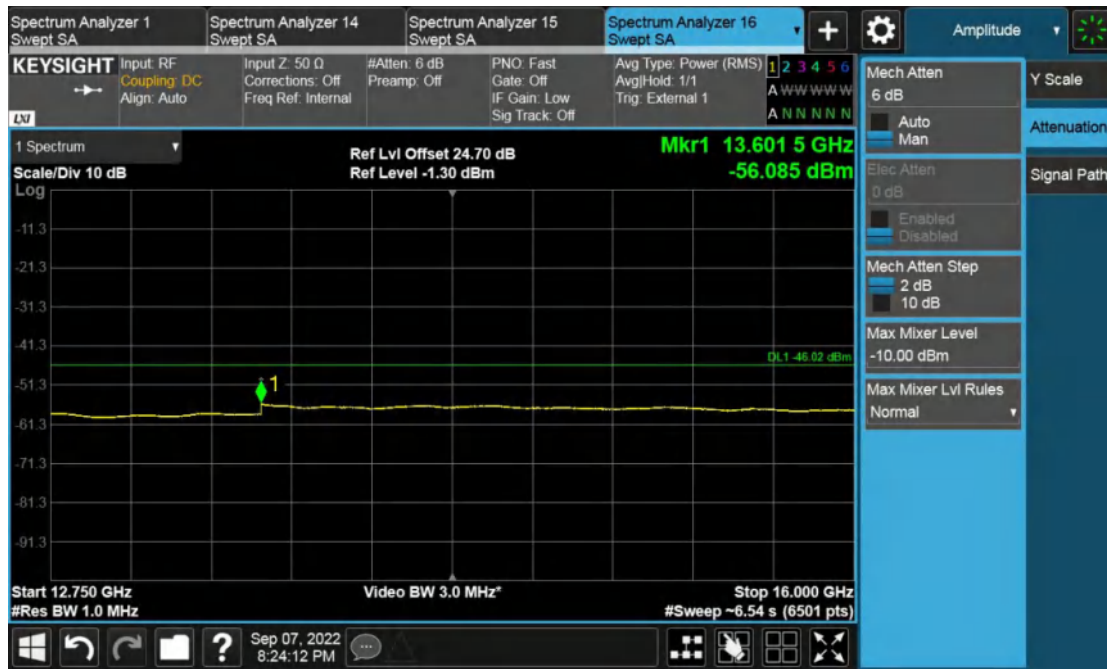 Spectrum Analyzer 1
Swept SA
Spectrum Analyzer 14
Swept SA
Spectrum Analyzer 15
Swept SA
Spectrum Analyzer 16
Swept SA
Amplitude
KEYSIGHT
LXI
Input: RF
Coupling: DC
Align: Auto
Input Z: 50 Ω
Corrections: Off
Freq Ref: Internal
#Atten: 6 dB
Preamp: Off
PNO: Fast
Gate: Off
IF Gain: Low
Sig Track: Off
Avg Type: Power (RMS)
Avg|Hold: 1/1
Trig: External 1
1 2 3 4 5 6
A W W W W W
A N N N N N
1 Spectrum
Scale/Div 10 dB
Log
Ref Lvl Offset 24.70 dB
Ref Level -1.30 dBm
Mkr1 13.601 5 GHz
-56.085 dBm
-11.3
-21.3
-31.3
-41.3
-51.3
-61.3
-71.3
-81.3
-91.3
DL1 -46.02 dBm
1
Start 12.750 GHz
#Res BW 1.0 MHz
Video BW 3.0 MHz*
Stop 16.000 GHz
#Sweep ~6.54 s (6501 pts)
Mech Atten
6 dB
Auto
Man
Elec Atten
0 dB
Enabled
Disabled
Mech Atten Step
2 dB
10 dB
Max Mixer Level
-10.00 dBm
Max Mixer Lvl Rules
Normal
Y Scale
Attenuation
Signal Path
Sep 07, 2022
8:24:12 PM